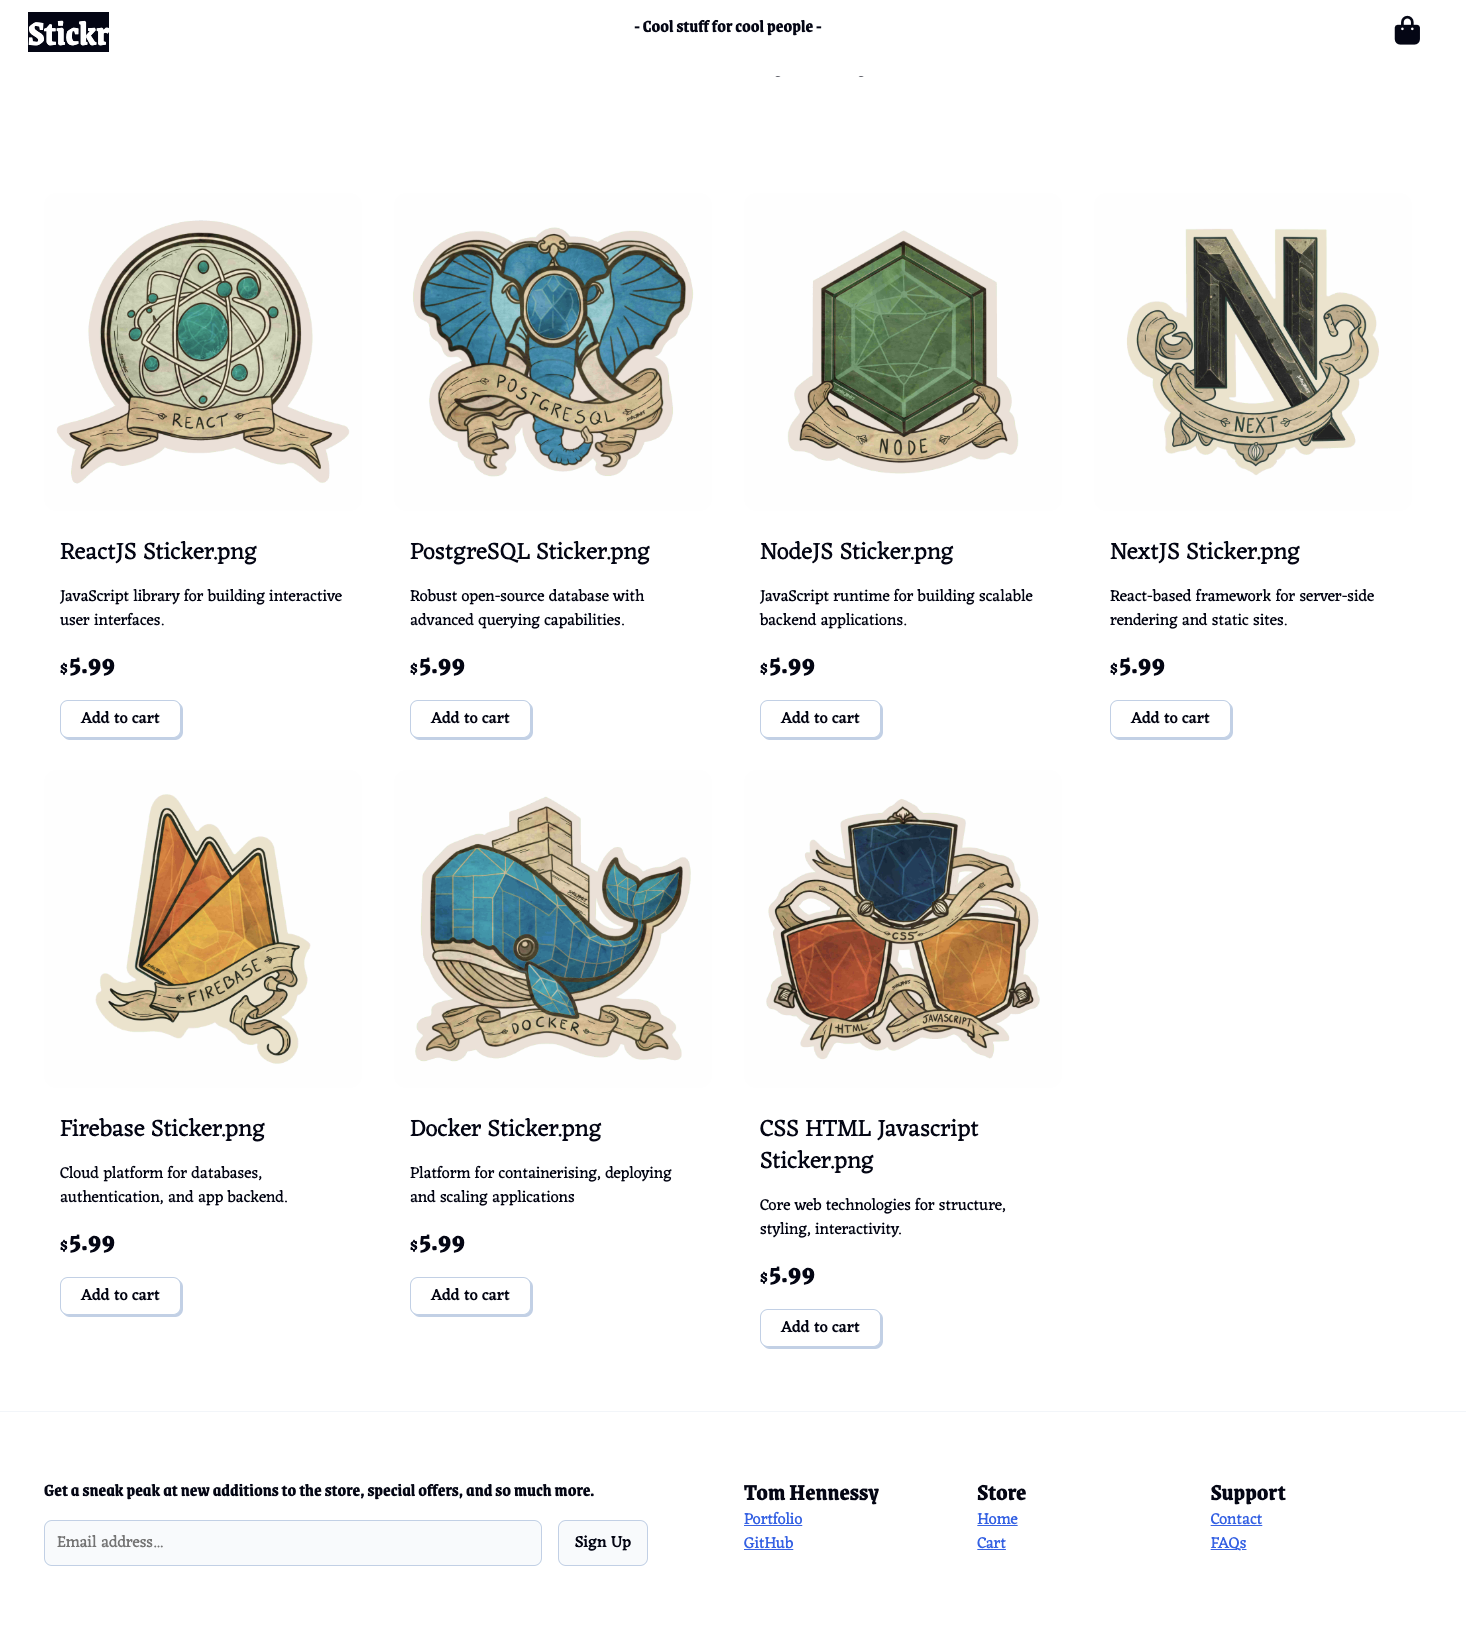 Stickr
- Cool stuff for cool people -
REACT
POSTGRESQL
NODE
NEXT
ReactJS Sticker.png
JavaScript library for building interactive
user interfaces.
$5.99
Add to cart
PostgreSQL Sticker.png
Robust open-source database with
advanced querying capabilities.
$5.99
Add to cart
NodeJS Sticker.png
JavaScript runtime for building scalable
backend applications.
$5.99
Add to cart
NextJS Sticker.png
React-based framework for server-side
rendering and static sites.
$5.99
Add to cart
FIREBASE
DOCKER
CSS
HTML
JAVASCRIPT
Firebase Sticker.png
Cloud platform for databases,
authentication, and app backend.
$5.99
Add to cart
Docker Sticker.png
Platform for containerising, deploying
and scaling applications
$5.99
Add to cart
CSS HTML Javascript
Sticker.png
Core web technologies for structure,
styling, interactivity.
$5.99
Add to cart
Get a sneak peak at new additions to the store, special offers, and so much more.
Email address...
Sign Up
Tom Hennessy
Portfolio
GitHub
Store
Home
Cart
Support
Contact
FAQs